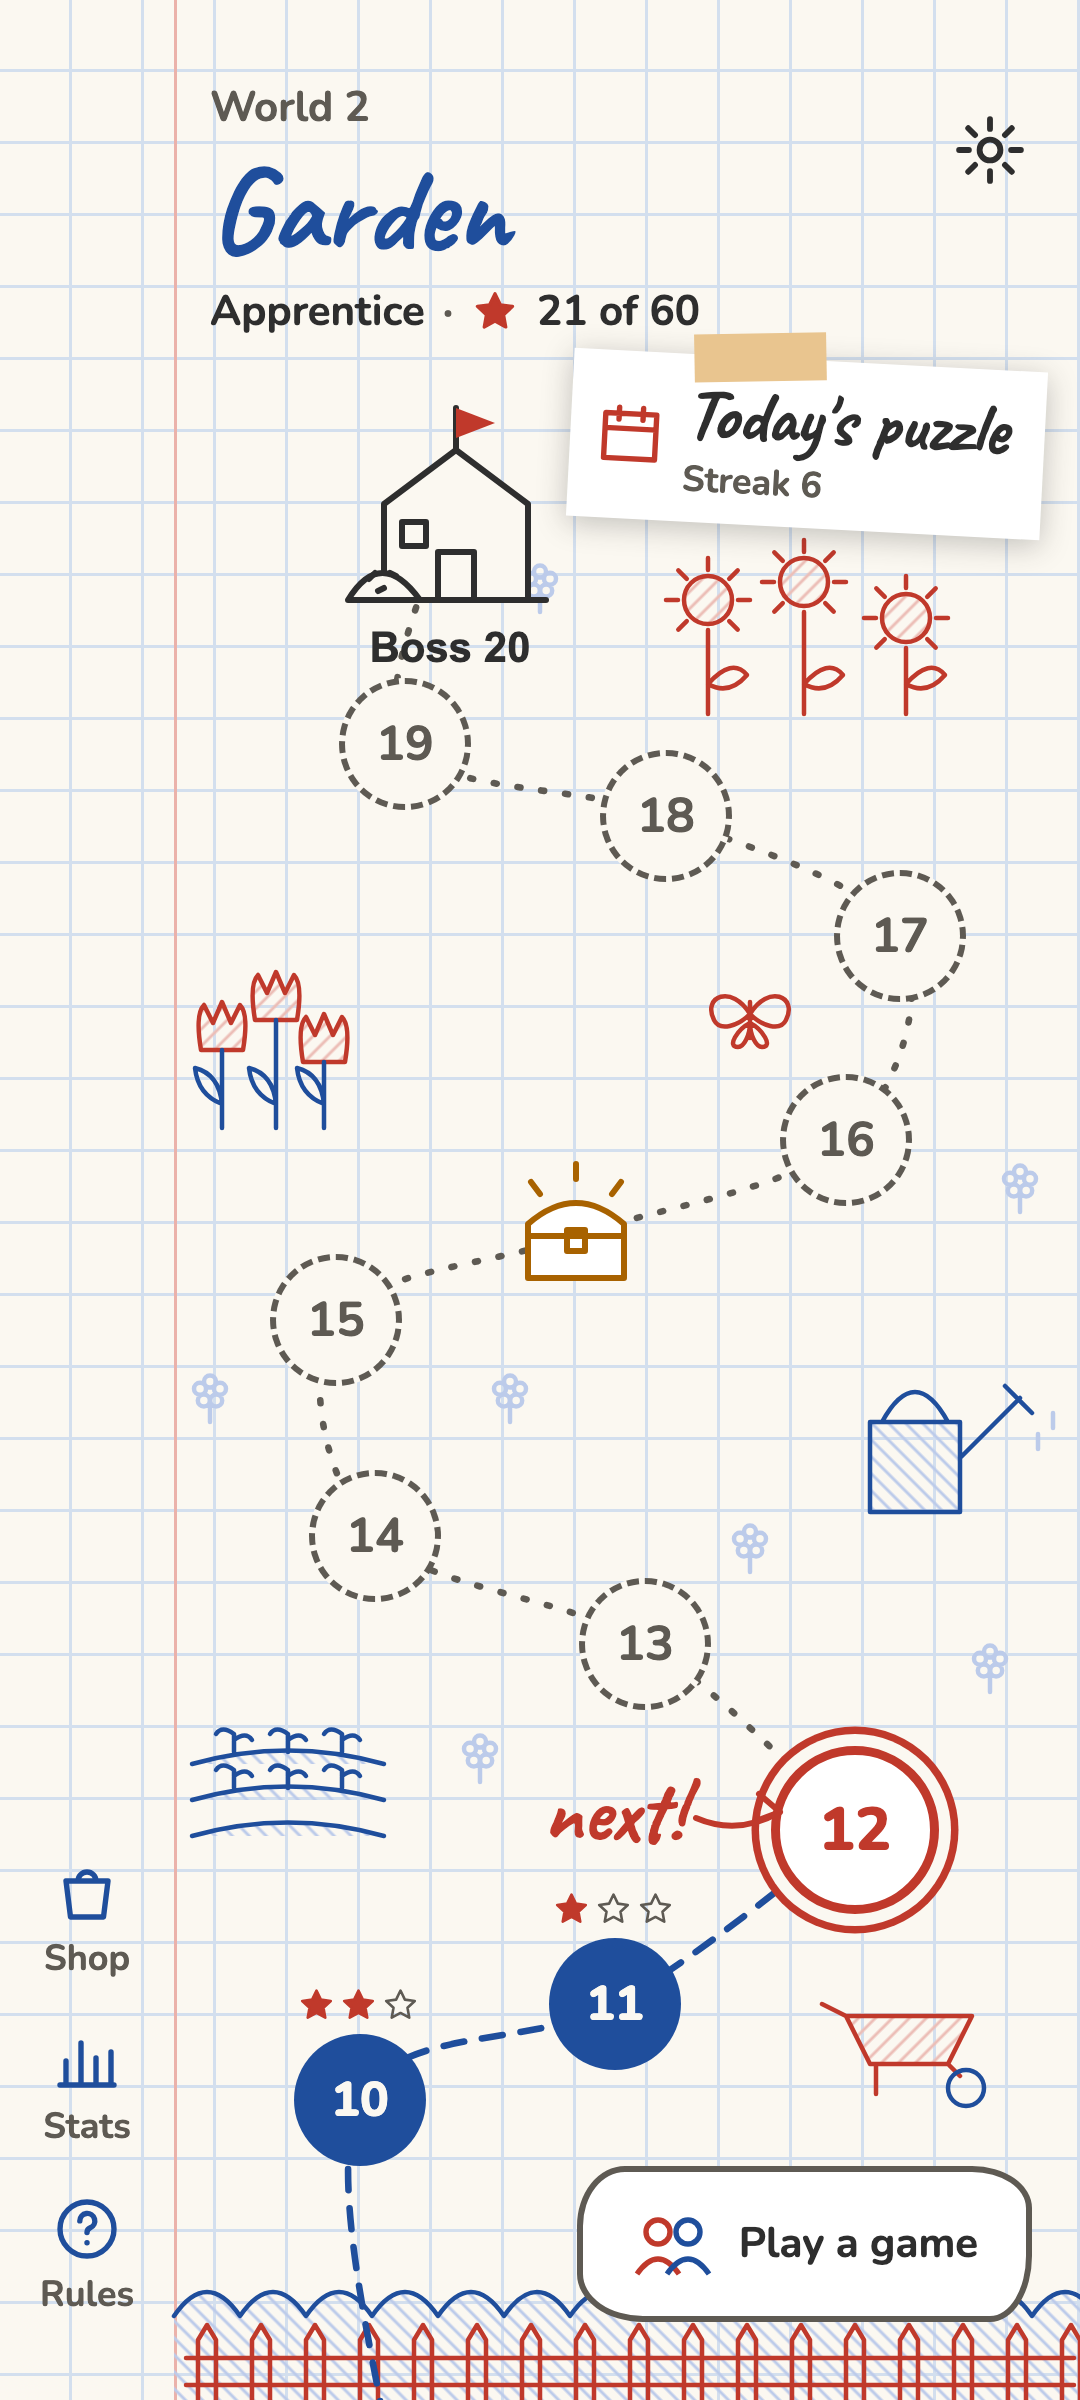 World 2
Garden
Apprentice · 21 of 60
Today's puzzle
Streak 6
Boss 20
19
18
17
16
15
14
13
next!
12
11
10
Shop
Stats
Rules
Play a game